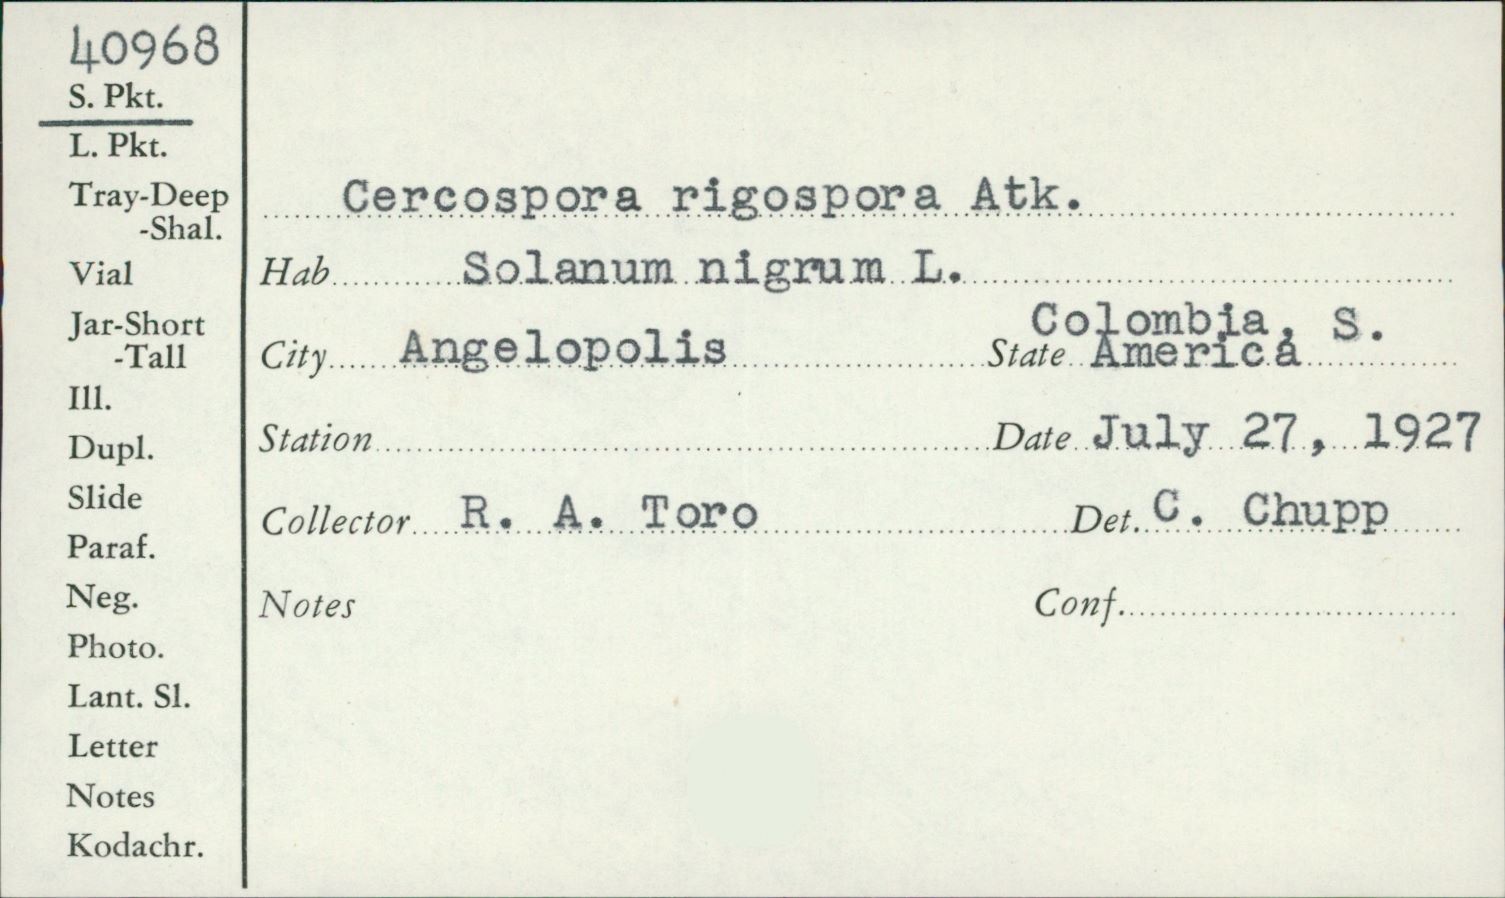 40968
S. Pkt.
L. Pkt.
Tray-Deep
-Shal.
Vial
Jar-Short
-Tall
Ill.
Dupl.
Slide
Paraf.
Neg.
Photo.
Lant. Sl.
Letter
Notes
Kodachr.
Cercospora rigospora Atk.
Hab Solanum nigrum L.
Colombia, S.
City Angelopolis State America
Station Date July 27, 1927
Collector R. A. Toro Det. C. Chupp
Notes Conf.